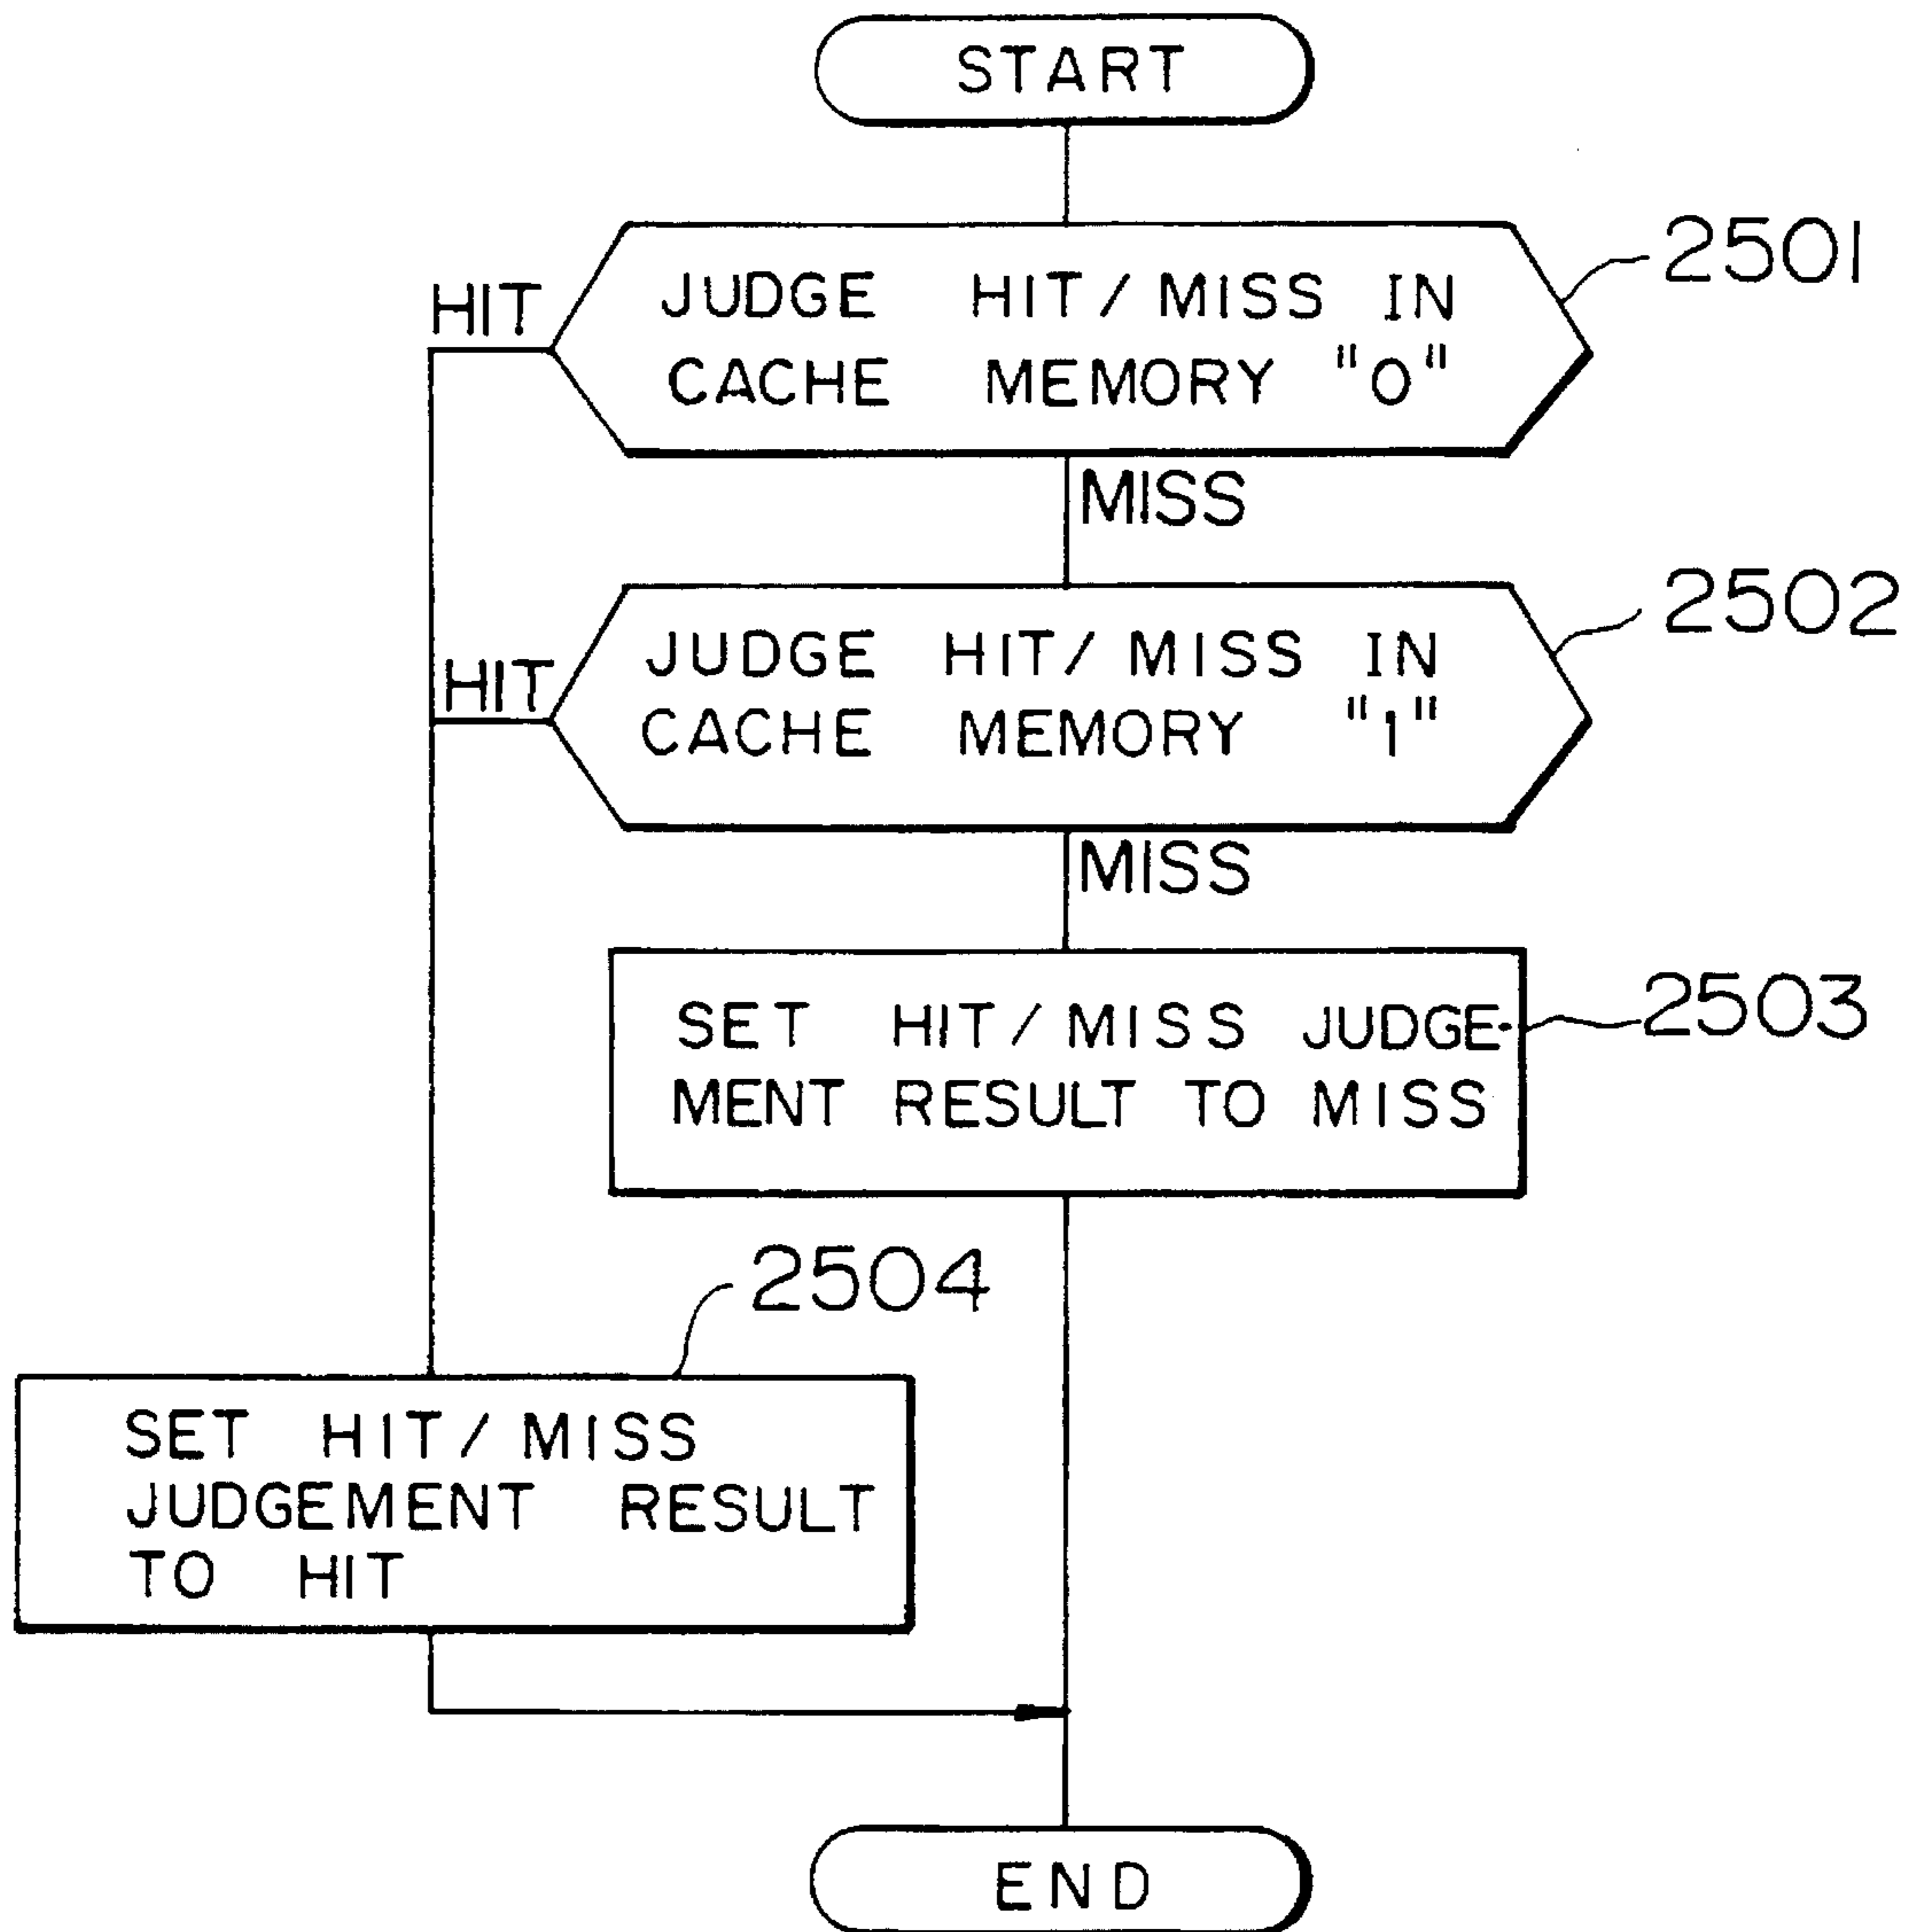 START
2501
HIT
JUDGE HIT/MISS IN
CACHE MEMORY "0"
MISS
2502
HIT
JUDGE HIT/MISS IN
CACHE MEMORY "1"
MISS
2503
SET HIT/MISS JUDGE-
MENT RESULT TO MISS
2504
SET HIT/MISS
JUDGEMENT RESULT
TO HIT
END